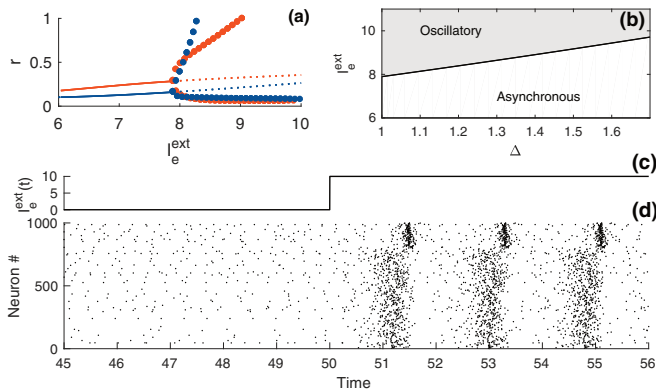 (a)
1
0.5
0
r
6 7 8 9 10
I_e^ext
(b)
10
8
6
I_e^ext
Oscillatory
Asynchronous
1 1.1 1.2 1.3 1.4 1.5 1.6
Δ
(c)
10
5
0
I_e^ext(t)
(d)
1000
500
0
Neuron #
45 46 47 48 49 50 51 52 53 54 55 56
Time